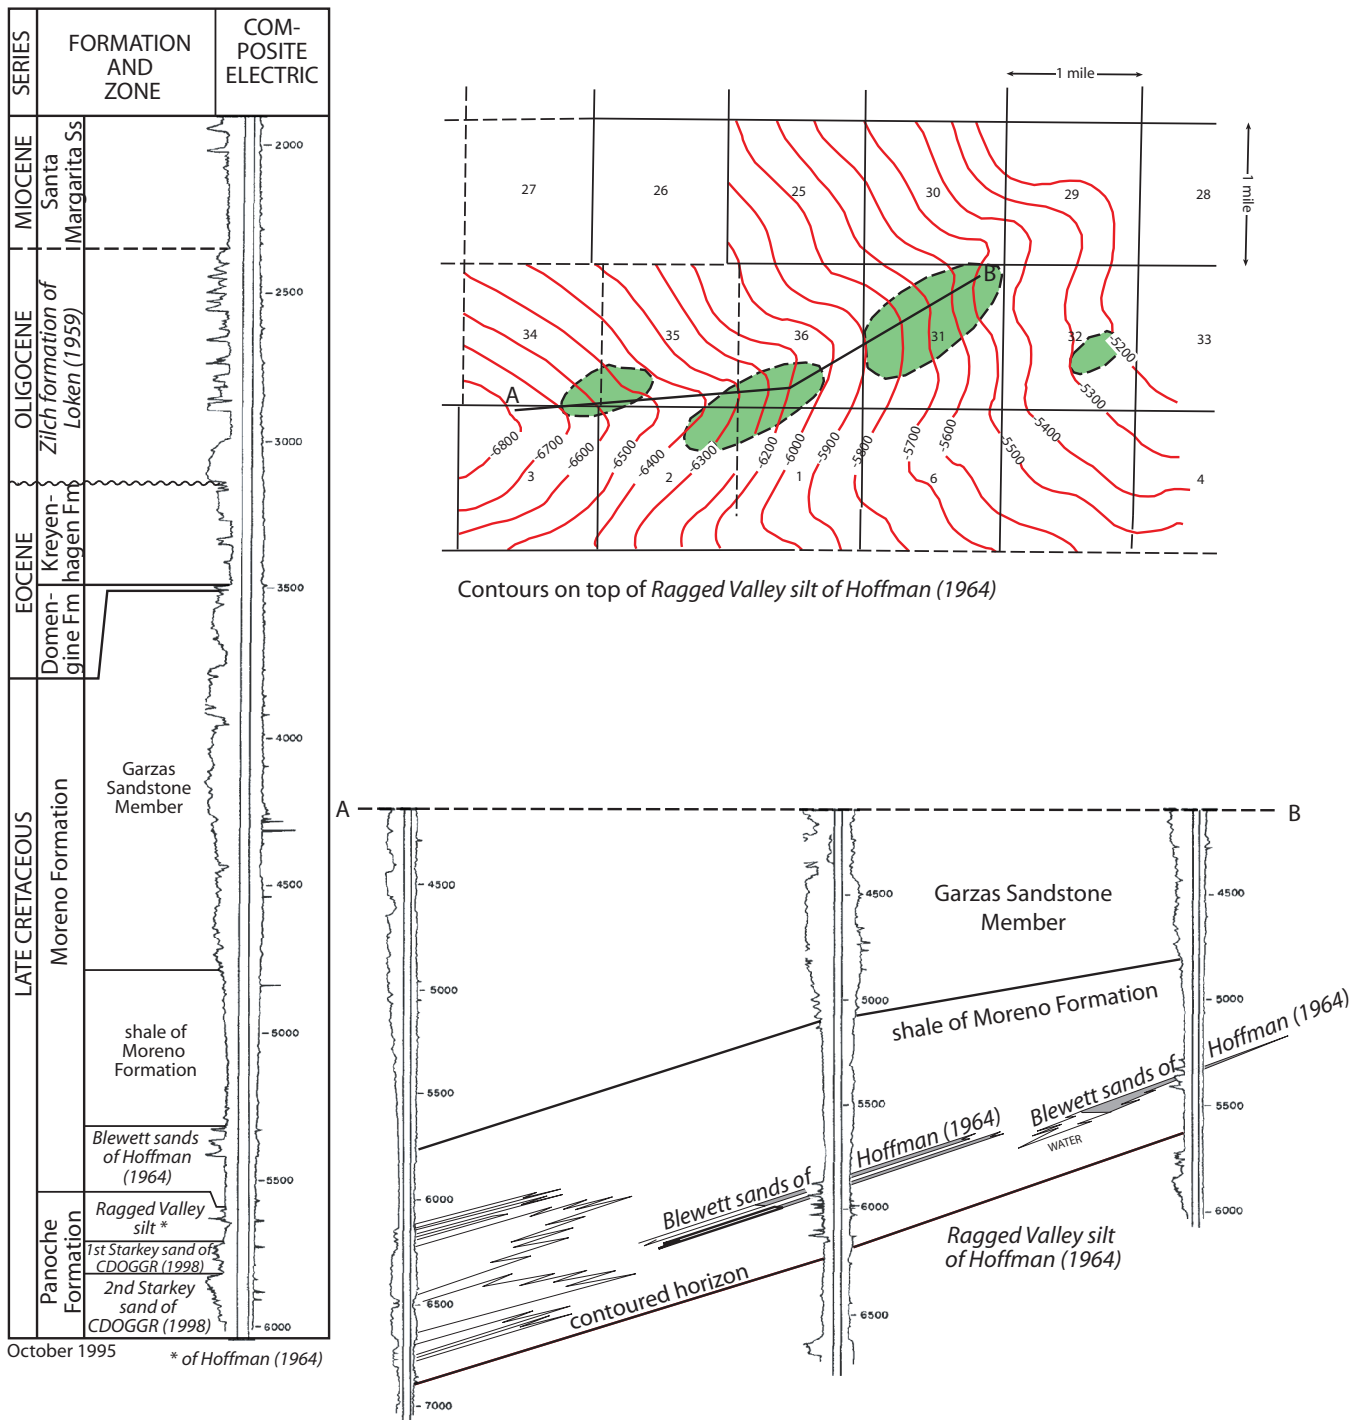 SERIES
FORMATION
AND
ZONE
COM-
POSITE
ELECTRIC
MIOCENE
Santa
Margarita Ss
OLIGOCENE
Zilch formation of
Loken (1959)
EOCENE
Kreyen-
hagen Fm
Domen-
gine Fm
LATE CRETACEOUS
Moreno Formation
Garzas
Sandstone
Member
shale of
Moreno
Formation
Blewett sands
of Hoffman
(1964)
Panoche
Formation
Ragged Valley
silt *
1st Starkey sand of
CDOGGR (1998)
2nd Starkey
sand of
CDOGGR (1998)
2000
2500
3000
3500
4000
4500
5000
5500
6000
October 1995
* of Hoffman (1964)
1 mile
1 mile
27
26
25
30
29
28
34
35
36
31
32
33
3
2
1
6
4
A
B
-6800
-6700
-6600
-6500
-6400
-6300
-6200
-6000
-5900
-5800
-5700
-5600
-5500
-5400
-5300
-5200
Contours on top of Ragged Valley silt of Hoffman (1964)
A
B
4500
5000
5500
6000
6500
7000
4500
5000
5500
6000
6500
4500
5000
5500
6000
Garzas Sandstone
Member
shale of Moreno Formation
Blewett sands of
Hoffman (1964)
Blewett sands of
Hoffman (1964)
WATER
contoured horizon
Ragged Valley silt
of Hoffman (1964)